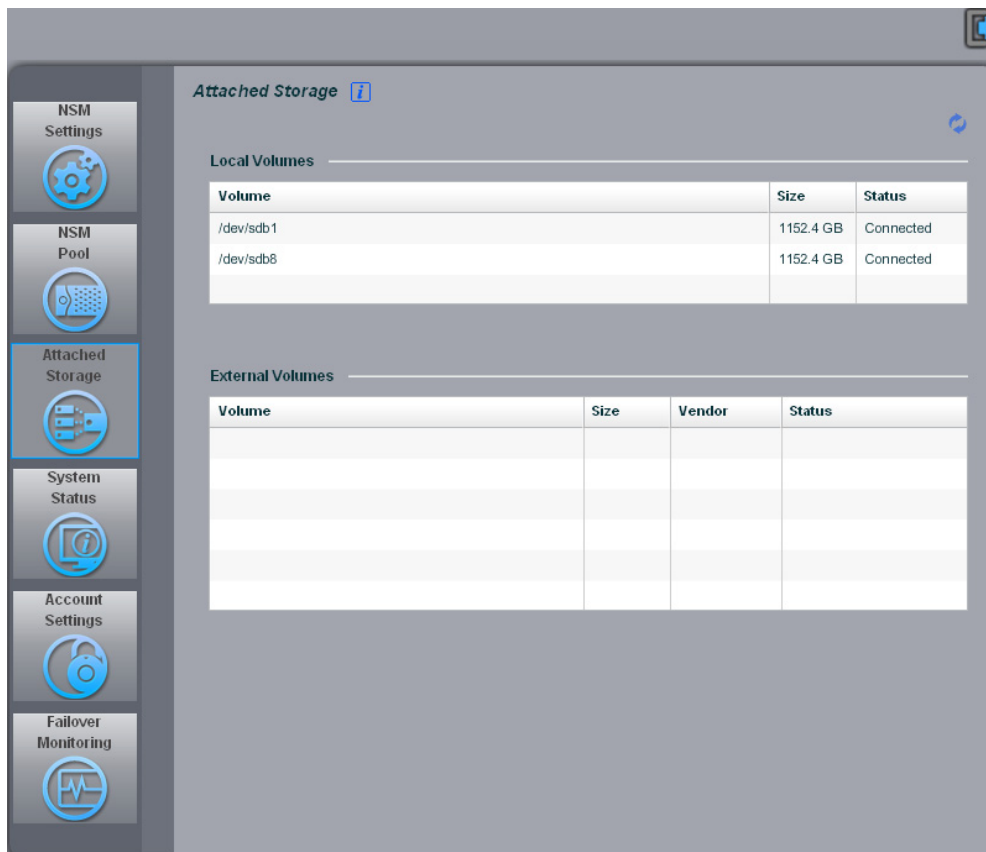 NSM
Settings
NSM
Pool
Attached
Storage
System
Status
Account
Settings
Failover
Monitoring
Attached Storage i
Local Volumes
Volume Size Status
/dev/sdb1 1152.4 GB Connected
/dev/sdb8 1152.4 GB Connected
External Volumes
Volume Size Vendor Status